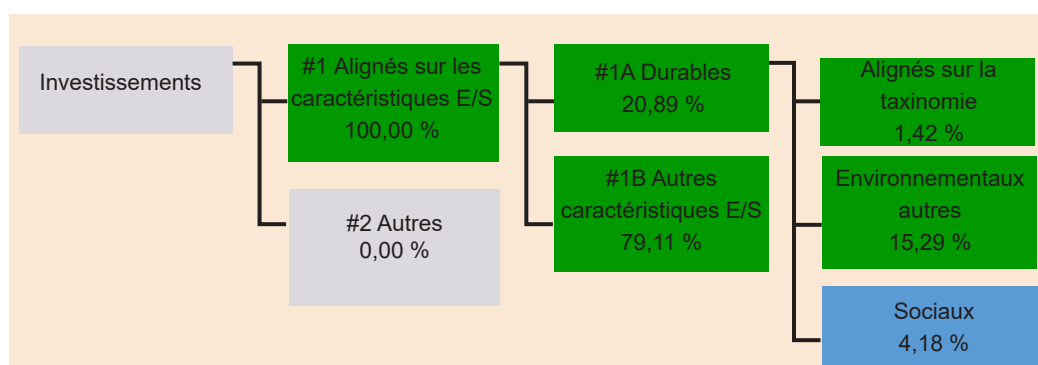 Investissements
#1 Alignés sur les
caractéristiques E/S
100,00 %
#2 Autres
0,00 %
#1A Durables
20,89 %
#1B Autres
caractéristiques E/S
79,11 %
Alignés sur la
taxinomie
1,42 %
Environnementaux
autres
15,29 %
Sociaux
4,18 %